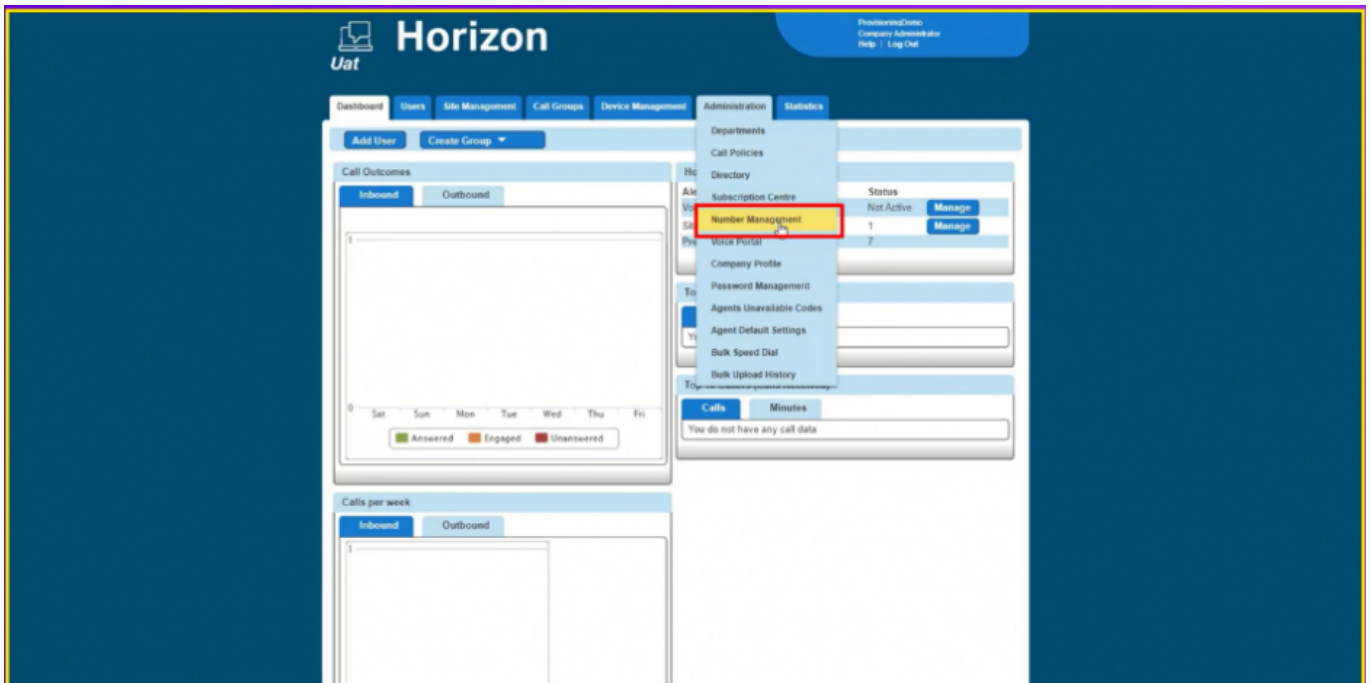 Horizon
Uat
ProvisioningDemo
Company Administrator
Help | Log Out
Dashboard Users Site Management Call Groups Device Management Administration Statistics
Add User Create Group
Departments
Call Policies
Directory
Subscription Centre
Number Management
Voice Portal
Company Profile
Password Management
Agents Unavailable Codes
Agent Default Settings
Bulk Speed Dial
Bulk Upload History
Call Outcomes
Inbound Outbound
1
0
Sat Sun Mon Tue Wed Thu Fri
Answered Engaged Unanswered
Status
Not Active Manage
1 Manage
7
Calls Minutes
You do not have any call data
Calls per week
Inbound Outbound
1